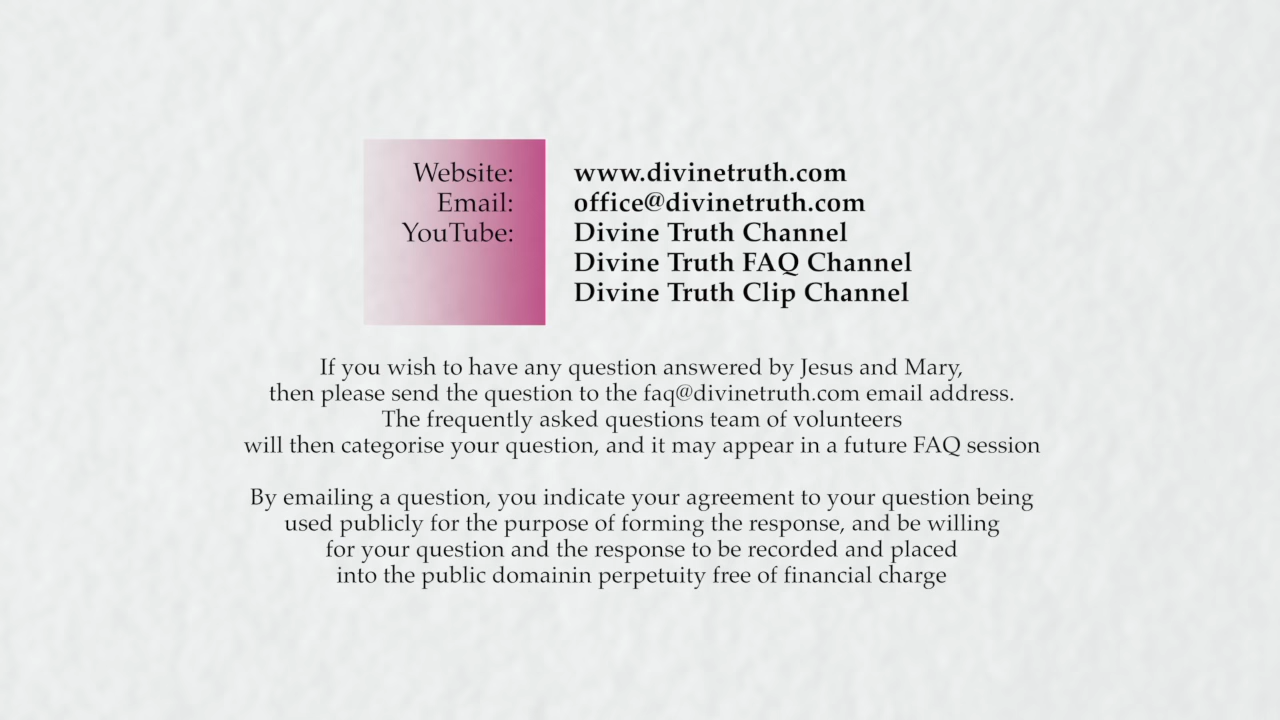 Website: www.divinetruth.com
Email: office@divinetruth.com
YouTube: Divine Truth Channel
Divine Truth FAQ Channel
Divine Truth Clip Channel
If you wish to have any question answered by Jesus and Mary,
then please send the question to the faq@divinetruth.com email address.
The frequently asked questions team of volunteers
will then categorise your question, and it may appear in a future FAQ session
By emailing a question, you indicate your agreement to your question being
used publicly for the purpose of forming the response, and be willing
for your question and the response to be recorded and placed
into the public domainin perpetuity free of financial charge